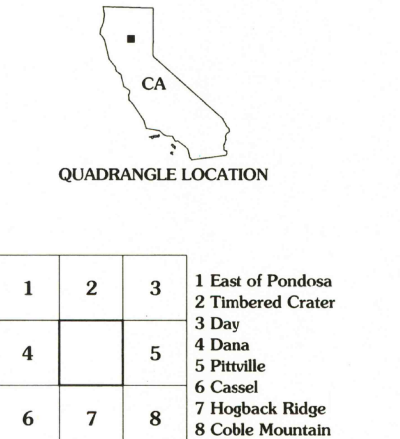 CA
QUADRANGLE LOCATION
1 2 3
4 5
6 7 8
1 East of Pondosa
2 Timbered Crater
3 Day
4 Dana
5 Pittville
6 Cassel
7 Hogback Ridge
8 Coble Mountain